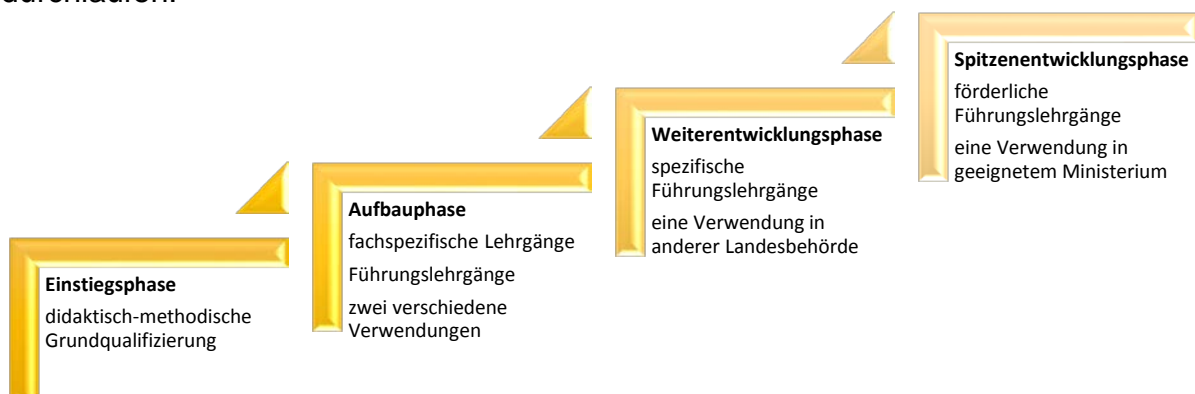 durchlaufen.
Einstiegsphase
didaktisch-methodische
Grundqualifizierung
Aufbauphase
fachspezifische Lehrgänge
Führungslehrgänge
zwei verschiedene
Verwendungen
Weiterentwicklungsphase
spezifische
Führungslehrgänge
eine Verwendung in
anderer Landesbehörde
Spitzenentwicklungsphase
förderliche
Führungslehrgänge
eine Verwendung in
geeignetem Ministerium